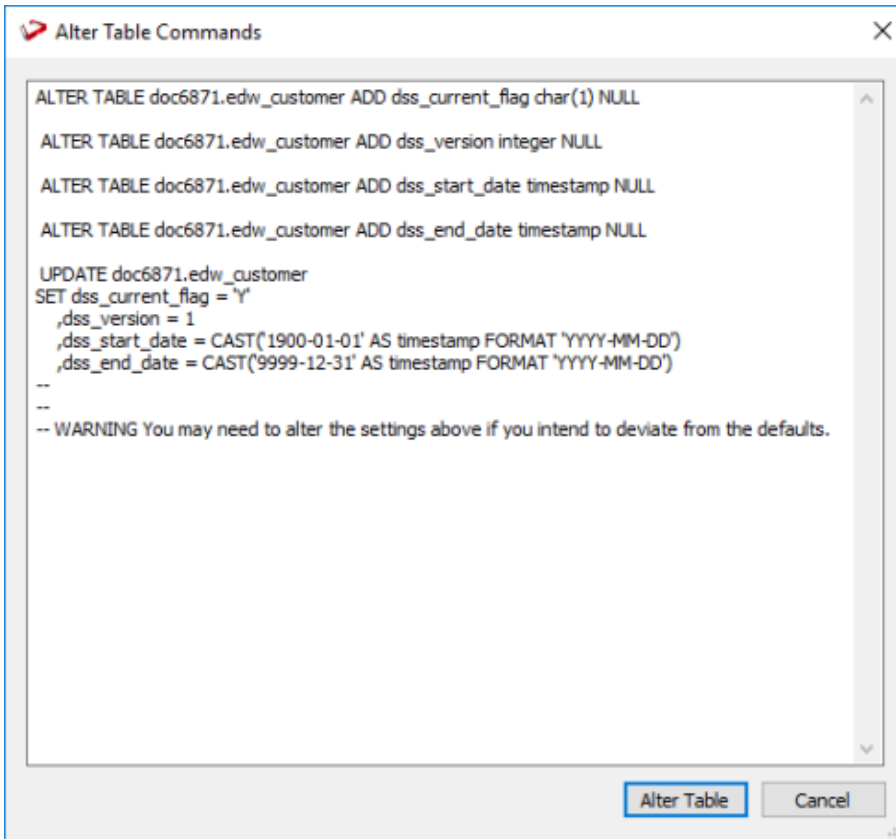 Alter Table Commands
ALTER TABLE doc6871.edw_customer ADD dss_current_flag char(1) NULL
ALTER TABLE doc6871.edw_customer ADD dss_version integer NULL
ALTER TABLE doc6871.edw_customer ADD dss_start_date timestamp NULL
ALTER TABLE doc6871.edw_customer ADD dss_end_date timestamp NULL
UPDATE doc6871.edw_customer
SET dss_current_flag = 'Y'
,dss_version = 1
,dss_start_date = CAST('1900-01-01' AS timestamp FORMAT 'YYYY-MM-DD')
,dss_end_date = CAST('9999-12-31' AS timestamp FORMAT 'YYYY-MM-DD')
--
--
-- WARNING You may need to alter the settings above if you intend to deviate from the defaults.
Alter Table
Cancel